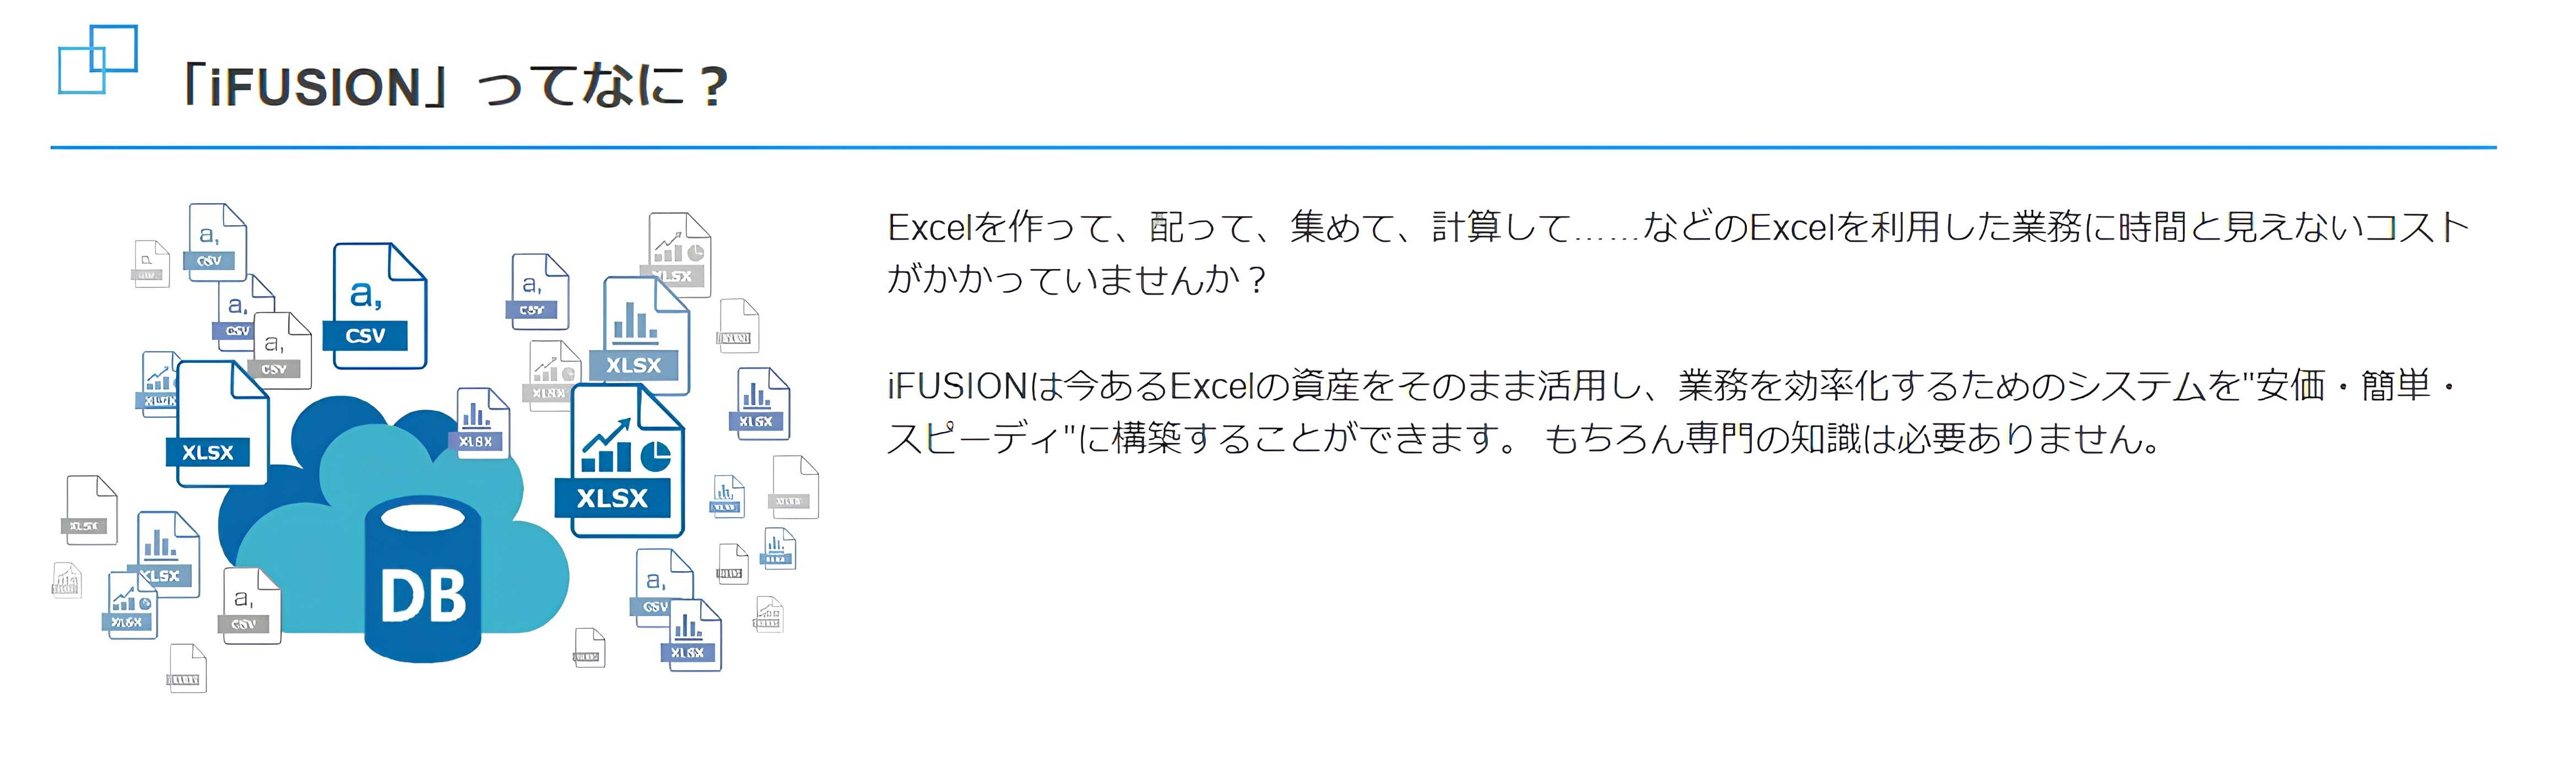 「iFUSION」ってなに？
Excelを作って、配って、集めて、計算して……などのExcelを利用した業務に時間と見えないコスト
がかかっていませんか？
iFUSIONは今あるExcelの資産をそのまま活用し、業務を効率化するためのシステムを"安価・簡単・
スピーディ"に構築することができます。 もちろん専門の知識は必要ありません。
a,
CSV
a,
CSV
a,
CSV
a,
CSV
a,
CSV
XLSX
XLSX
XLSX
XLSX
XLSX
XLSX
XLSX
DB
XLSX
XLSX
a,
CSV
a,
CSV
XLSX